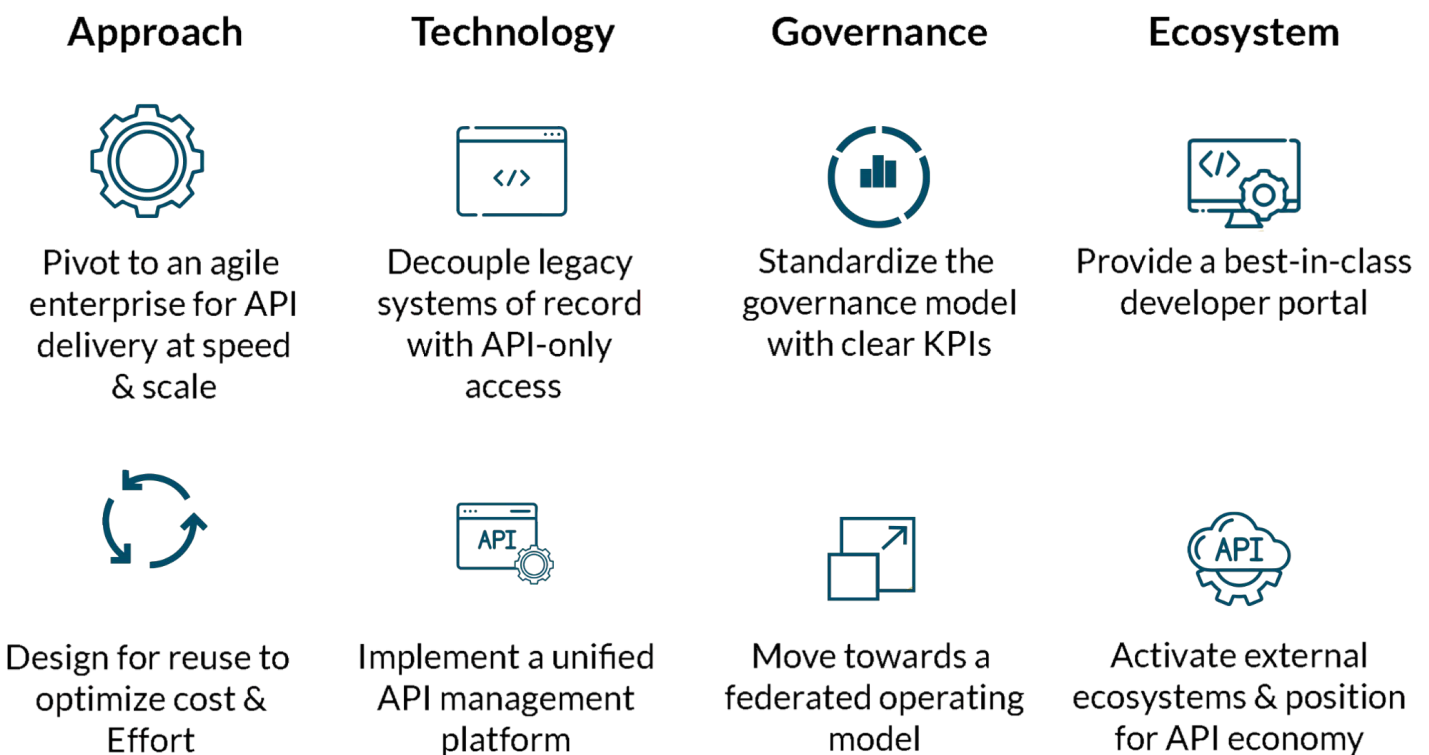 Approach
Technology
Governance
Ecosystem
</>
</>
Pivot to an agile
enterprise for API
delivery at speed
& scale
Decouple legacy
systems of record
with API-only
access
Standardize the
governance model
with clear KPIs
Provide a best-in-class
developer portal
API
API
Design for reuse to
optimize cost &
Effort
Implement a unified
API management
platform
Move towards a
federated operating
model
Activate external
ecosystems & position
for API economy